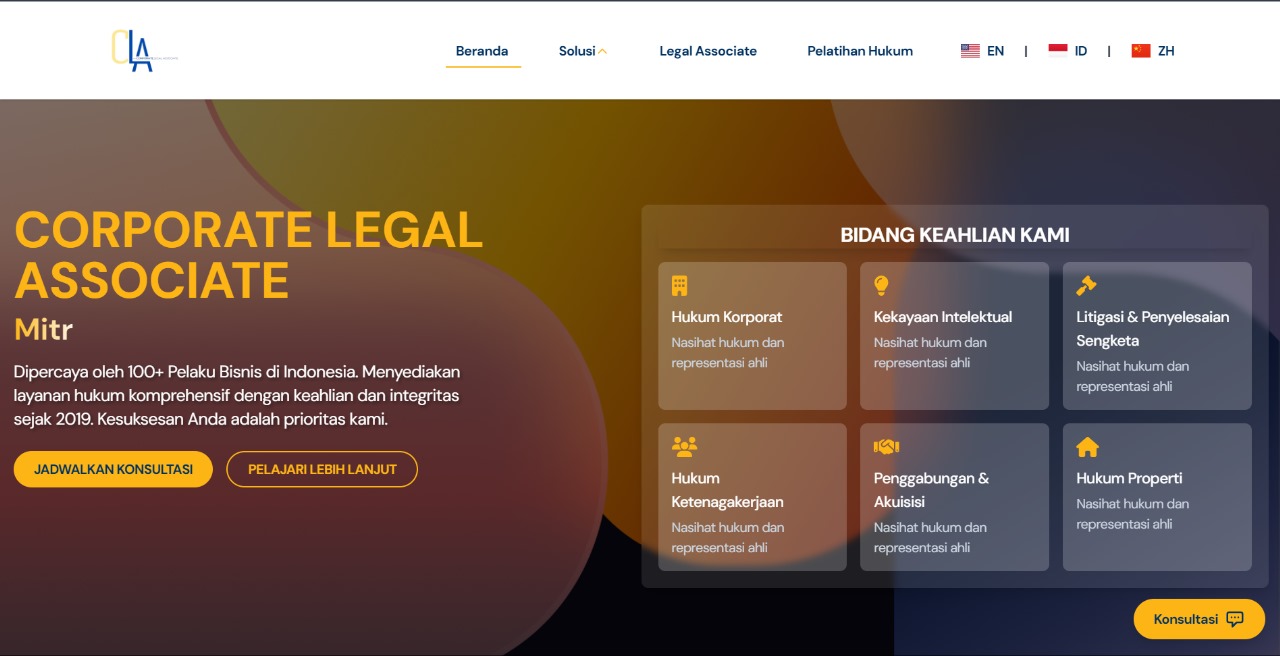 CLA
Beranda
Solusi
Legal Associate
Pelatihan Hukum
EN | ID | ZH
CORPORATE LEGAL
ASSOCIATE
Mitr
Dipercaya oleh 100+ Pelaku Bisnis di Indonesia. Menyediakan
layanan hukum komprehensif dengan keahlian dan integritas
sejak 2019. Kesuksesan Anda adalah prioritas kami.
JADWALKAN KONSULTASI
PELAJARI LEBIH LANJUT
BIDANG KEAHLIAN KAMI
Hukum Korporat
Nasihat hukum dan
representasi ahli
Kekayaan Intelektual
Nasihat hukum dan
representasi ahli
Litigasi & Penyelesaian
Sengketa
Nasihat hukum dan
representasi ahli
Hukum
Ketenagakerjaan
Nasihat hukum dan
representasi ahli
Penggabungan &
Akuisisi
Nasihat hukum dan
representasi ahli
Hukum Properti
Nasihat hukum dan
representasi ahli
Konsultasi